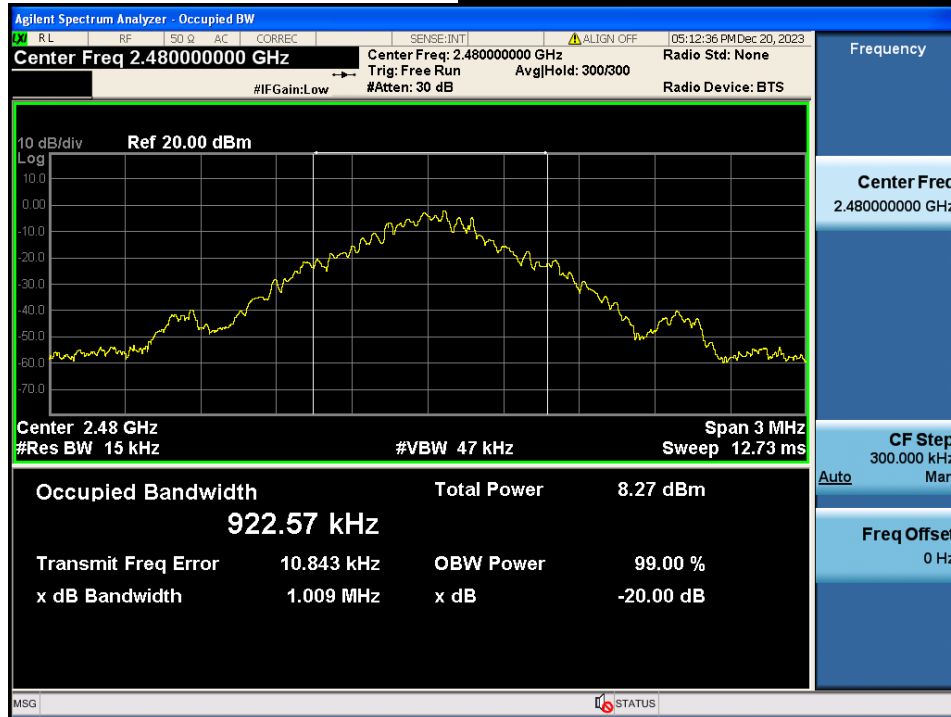 Agilent Spectrum Analyzer - Occupied BW
LXI RL RF 50 Ω AC CORREC SENSE:INT ALIGN OFF 05:12:36 PM Dec 20, 2023
Center Freq 2.480000000 GHz
Center Freq: 2.480000000 GHz
Radio Std: None
Trig: Free Run Avg|Hold: 300/300
#IFGain:Low
#Atten: 30 dB
Radio Device: BTS
10 dB/div Ref 20.00 dBm
Log
10.0
0.00
-10.0
-20.0
-30.0
-40.0
-50.0
-60.0
-70.0
Center 2.48 GHz Span 3 MHz
#Res BW 15 kHz #VBW 47 kHz Sweep 12.73 ms
Occupied Bandwidth Total Power 8.27 dBm
922.57 kHz
Transmit Freq Error 10.843 kHz OBW Power 99.00 %
x dB Bandwidth 1.009 MHz x dB -20.00 dB
Frequency
Center Freq
2.480000000 GHz
CF Step
300.000 kHz
Auto Man
Freq Offset
0 Hz
MSG STATUS